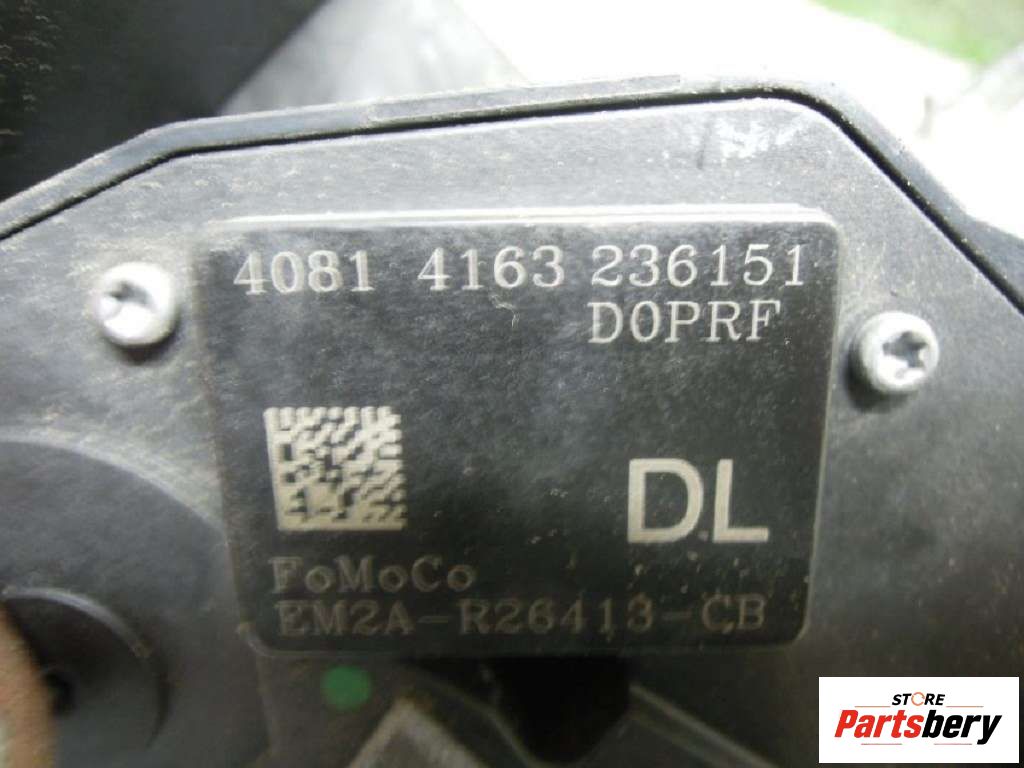 4081 4163 236151
D0PRF
DL
FoMoCo
EM2A-R26413-CB
STORE
Partsbery